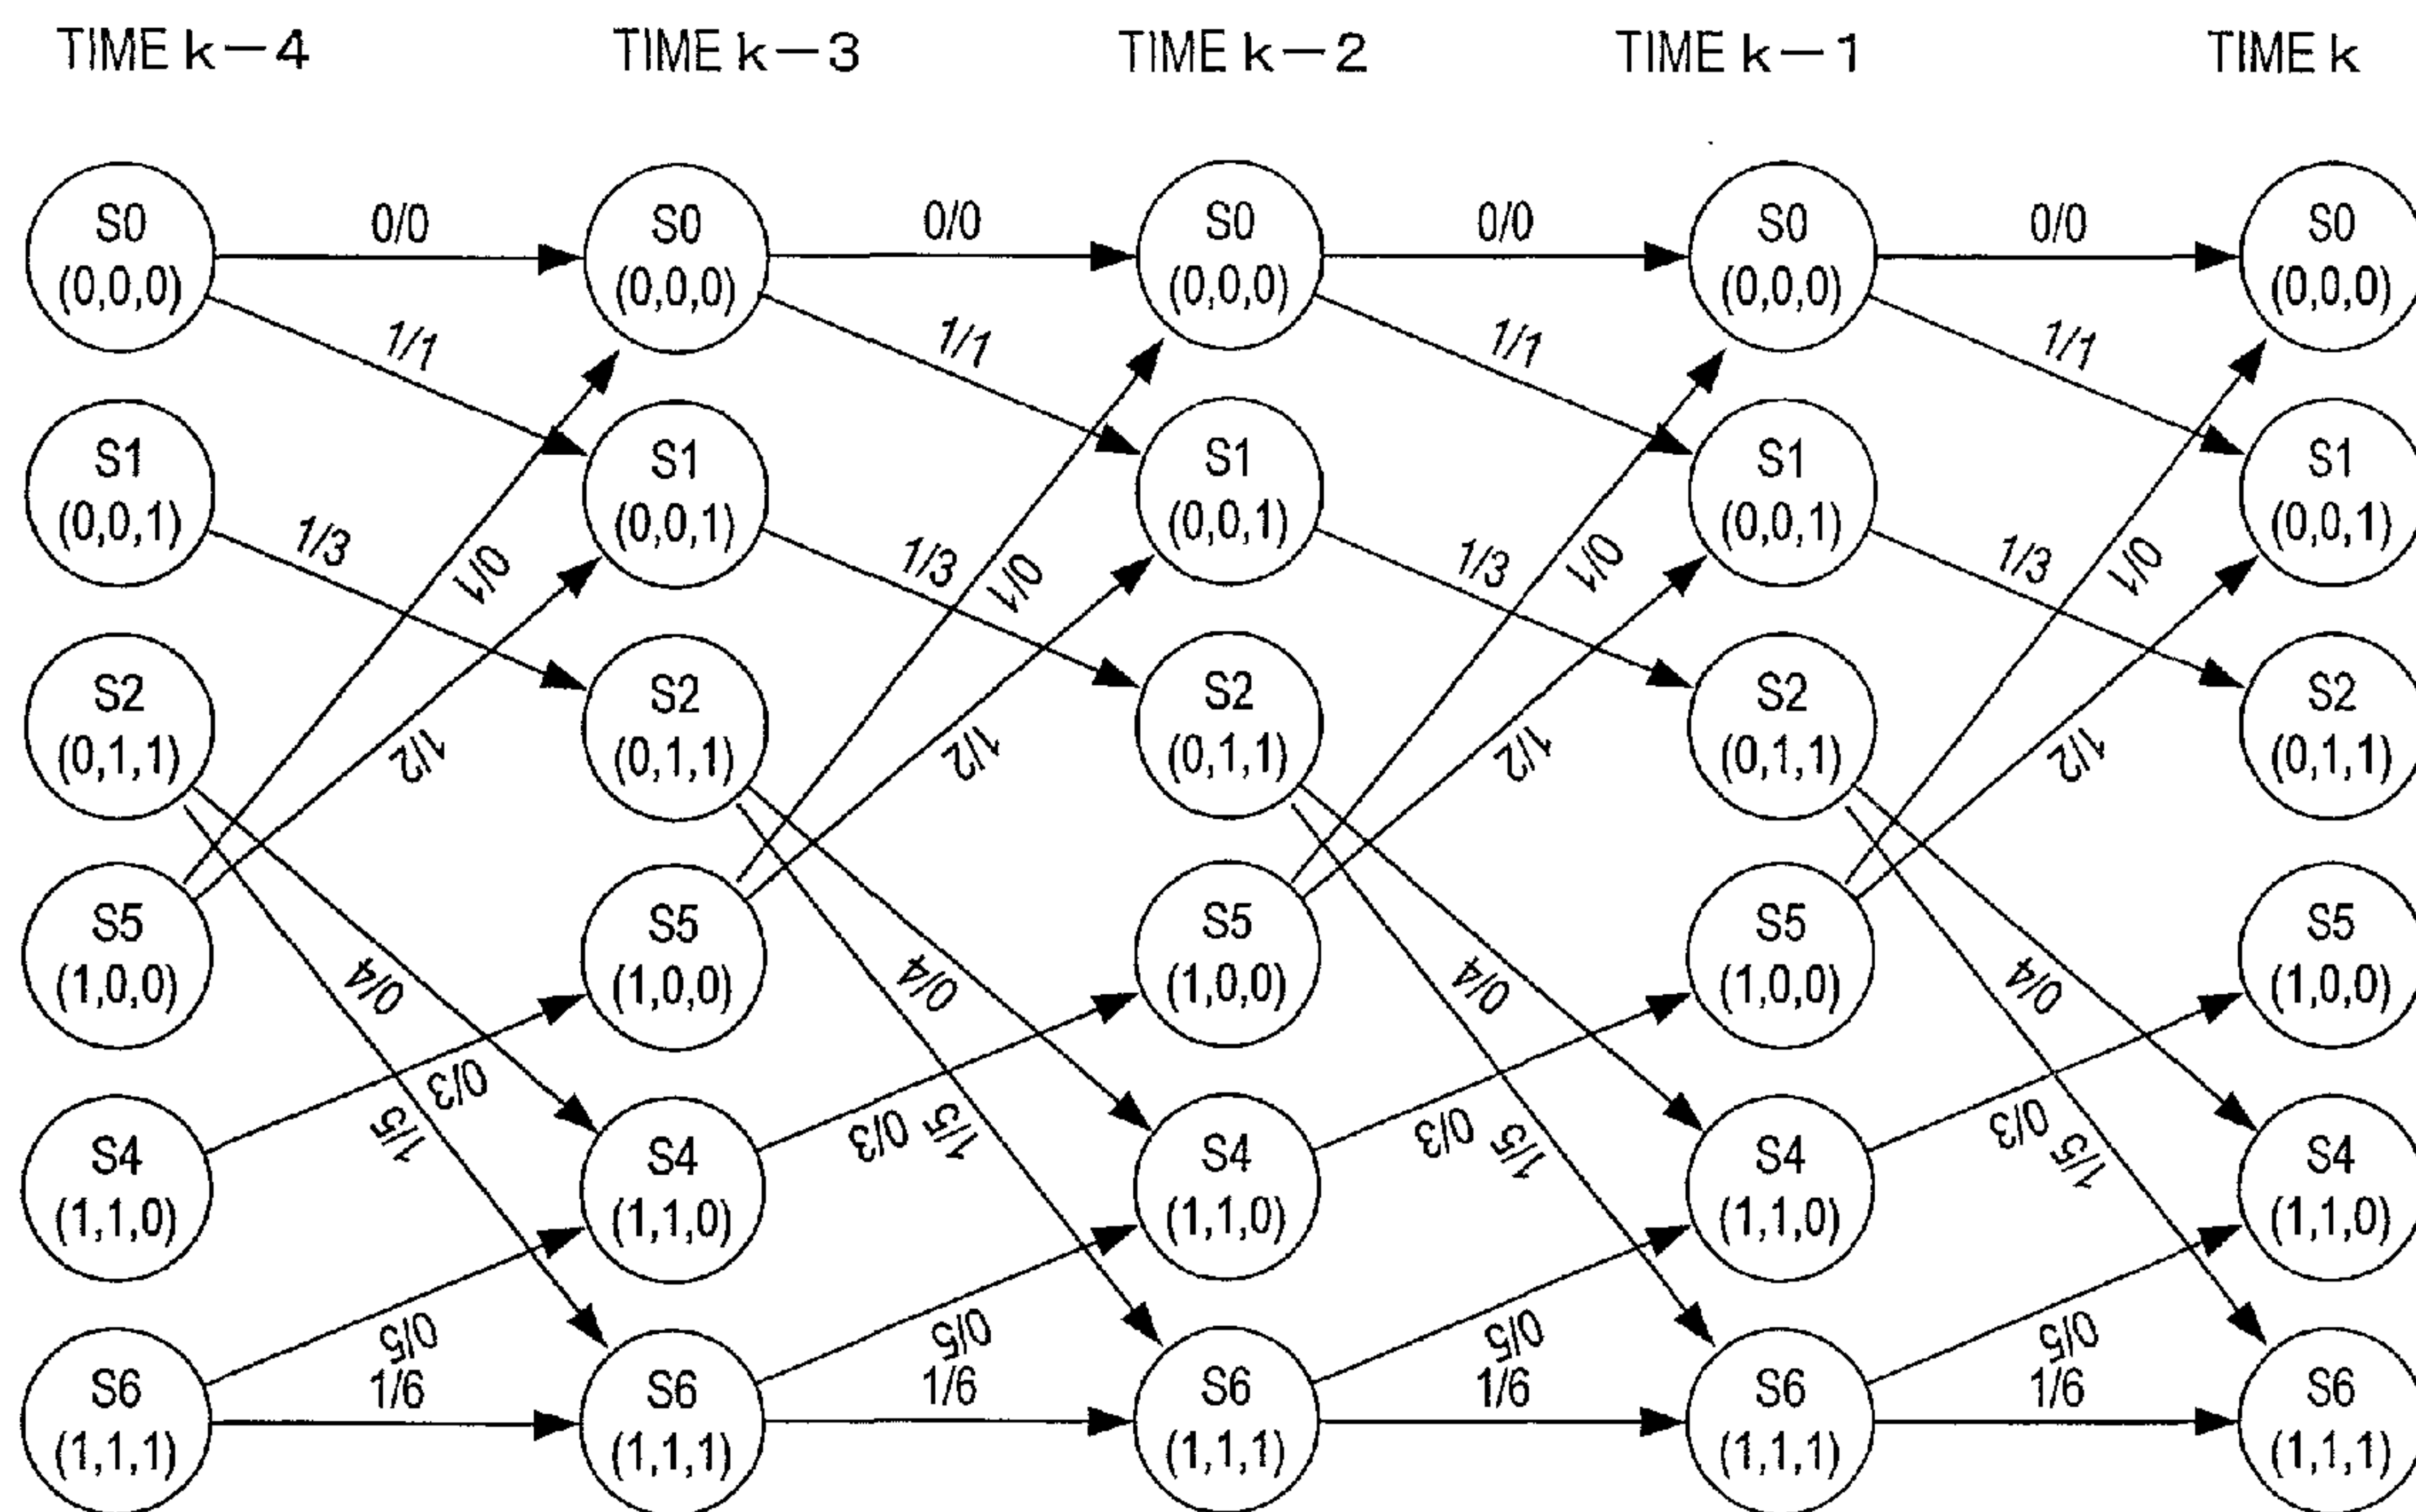 TIME k-4 TIME k-3 TIME k-2 TIME k-1 TIME k
S0 0/0 S0 0/0 S0 0/0 S0 0/0 S0
(0,0,0) (0,0,0) (0,0,0) (0,0,0) (0,0,0)
1/1 1/1 1/1 1/1
S1 S1 S1 S1 S1
(0,0,1) (0,0,1) (0,0,1) (0,0,1) (0,0,1)
1/3 1/3 1/3 1/3
0/1 0/1 0/1 0/1
S2 S2 S2 S2 S2
(0,1,1) (0,1,1) (0,1,1) (0,1,1) (0,1,1)
1/2 1/2 1/2 1/2
S5 S5 S5 S5 S5
(1,0,0) (1,0,0) (1,0,0) (1,0,0) (1,0,0)
0/4 0/4 0/4 0/4
0/3 0/3 0/3 0/3
1/5 1/5 1/5 1/5
S4 S4 S4 S4 S4
(1,1,0) (1,1,0) (1,1,0) (1,1,0) (1,1,0)
0/5 0/5 0/5 0/5
S6 1/6 S6 1/6 S6 1/6 S6 1/6 S6
(1,1,1) (1,1,1) (1,1,1) (1,1,1) (1,1,1)